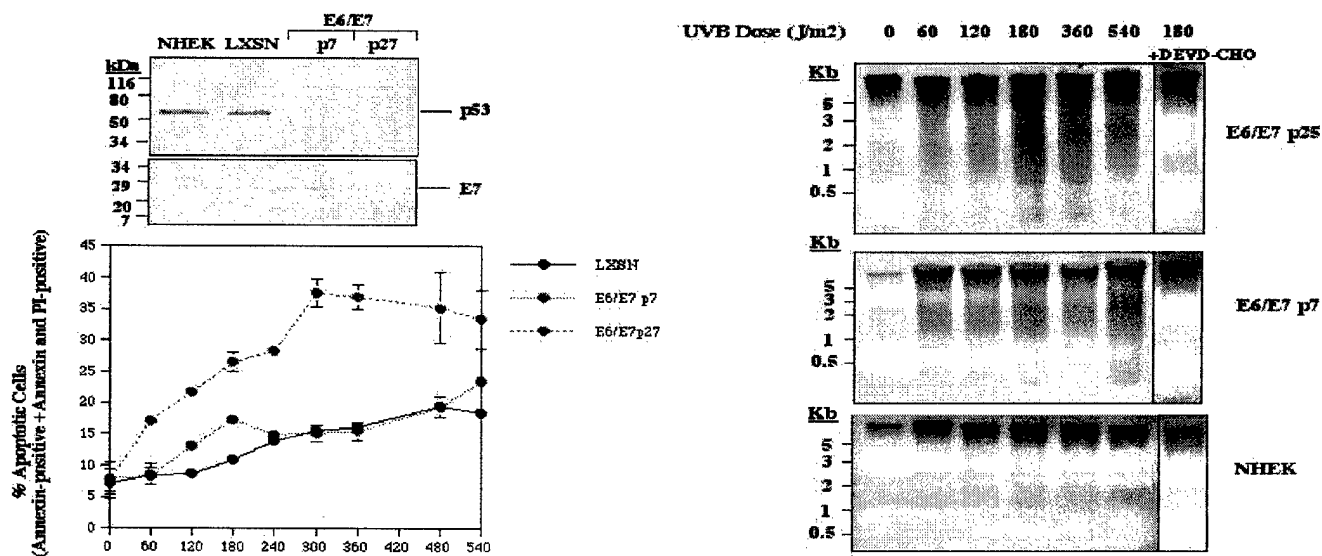 E6/E7
NHEK LXSN p7 p27
kDa
116
80
50
34
p53
34
29
20
7
E7
% Apoptotic Cells
(Annexin-positive +Annexin and PI-positive)
45
40
35
30
25
20
15
10
5
0
0 60 120 180 240 300 360 420 480 540
LXSN
E6/E7 p7
E6/E7p27
UVB Dose (J/m2) 0 60 120 180 360 540 180
+DEVD-CHO
Kb
5
3
2
1
0.5
E6/E7 p25
Kb
5
3
2
1
0.5
E6/E7 p7
Kb
5
3
2
1
0.5
NHEK